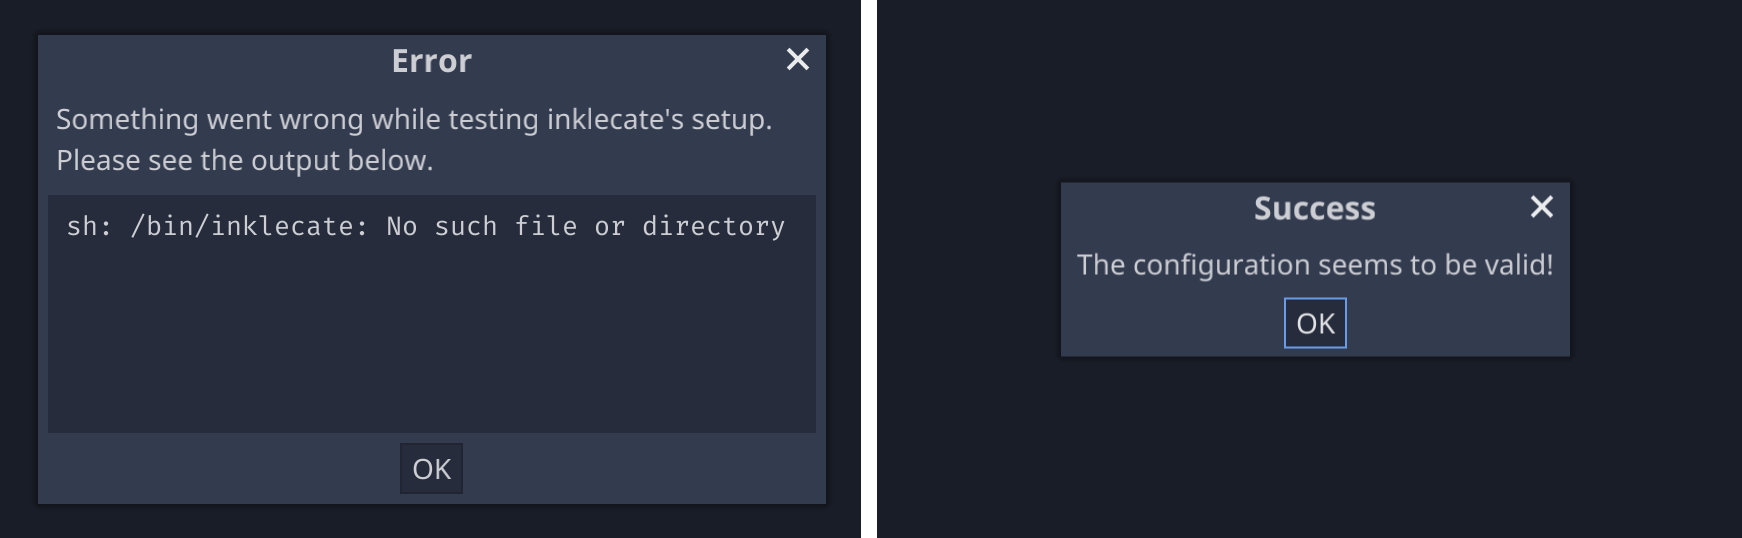 Error
Something went wrong while testing inklecate's setup.
Please see the output below.
sh: /bin/inklecate: No such file or directory
OK
Success
The configuration seems to be valid!
OK